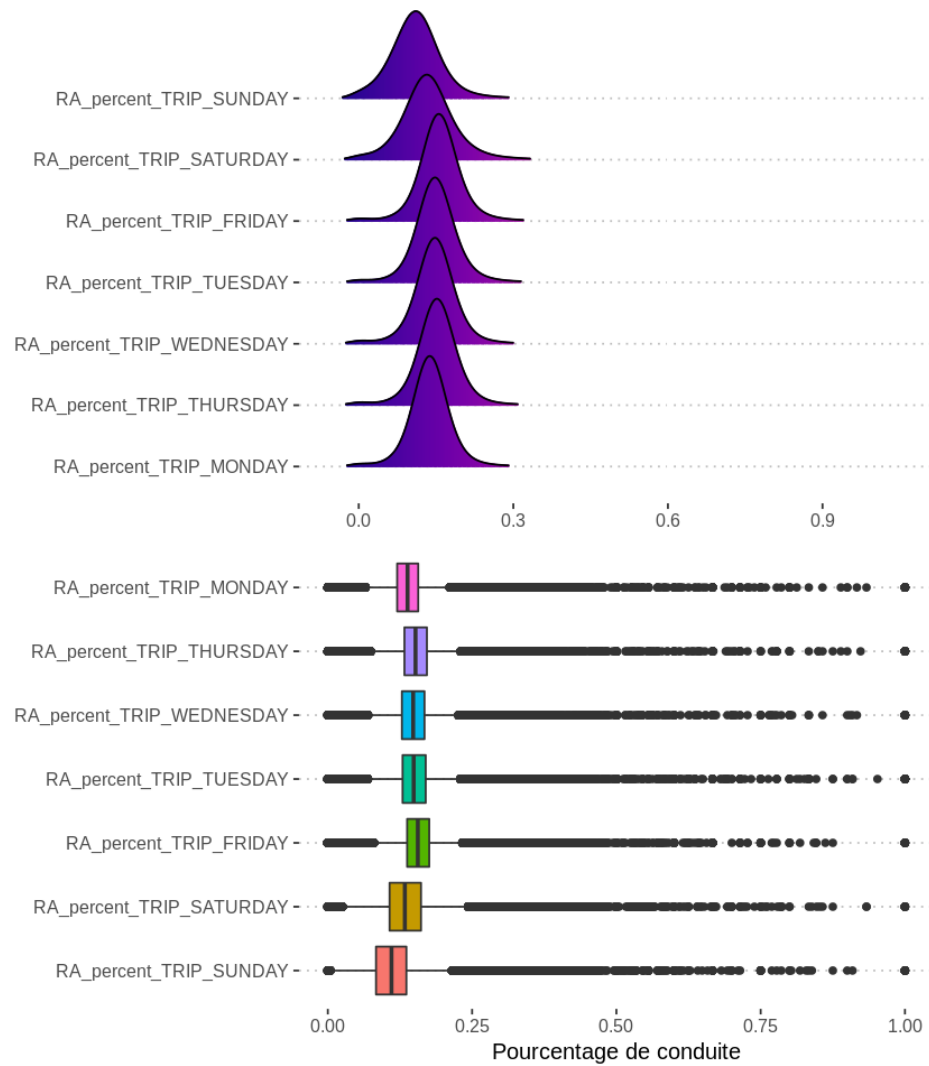 RA_percent_TRIP_SUNDAY
RA_percent_TRIP_SATURDAY
RA_percent_TRIP_FRIDAY
RA_percent_TRIP_TUESDAY
RA_percent_TRIP_WEDNESDAY
RA_percent_TRIP_THURSDAY
RA_percent_TRIP_MONDAY
0.0 0.3 0.6 0.9
RA_percent_TRIP_MONDAY
RA_percent_TRIP_THURSDAY
RA_percent_TRIP_WEDNESDAY
RA_percent_TRIP_TUESDAY
RA_percent_TRIP_FRIDAY
RA_percent_TRIP_SATURDAY
RA_percent_TRIP_SUNDAY
0.00 0.25 0.50 0.75 1.00
Pourcentage de conduite